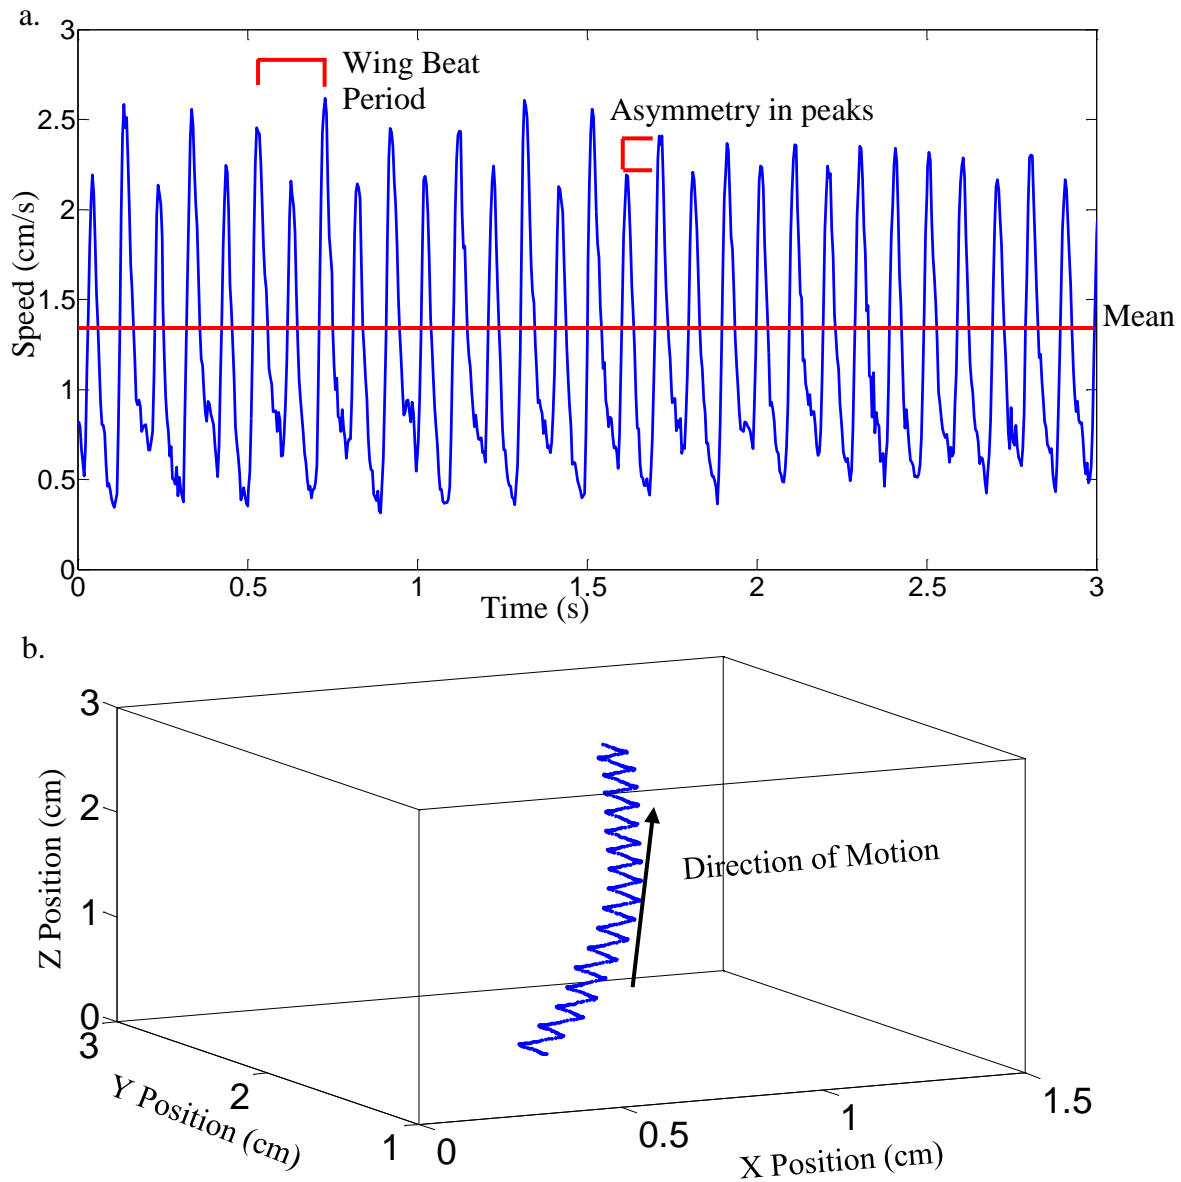 a.
3
2.5
2
1.5
1
0.5
0
Speed (cm/s)
Wing Beat
Period
Asymmetry in peaks
Mean
0
0.5
1
1.5
2
2.5
3
Time (s)
b.
3
2
1
0
Z Position (cm)
Direction of Motion
3
2
1
Y Position (cm)
0
0.5
1
1.5
X Position (cm)